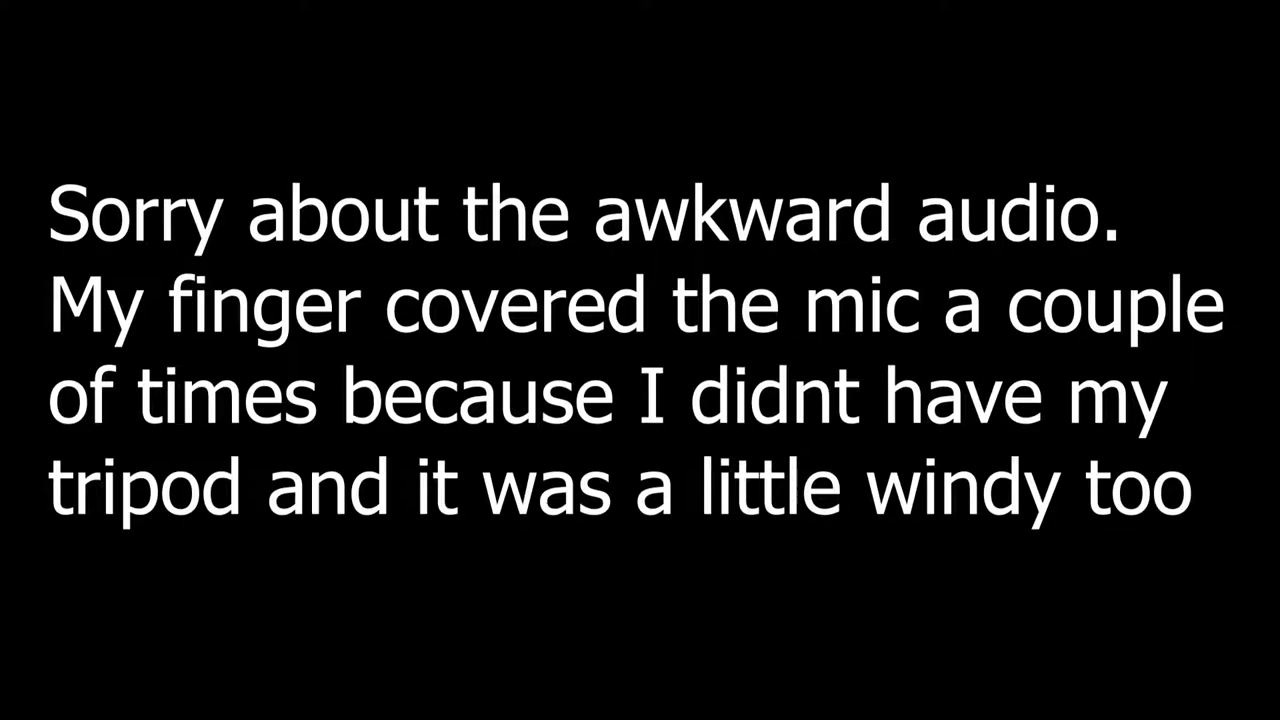 Sorry about the awkward audio.
My finger covered the mic a couple
of times because I didnt have my
tripod and it was a little windy too